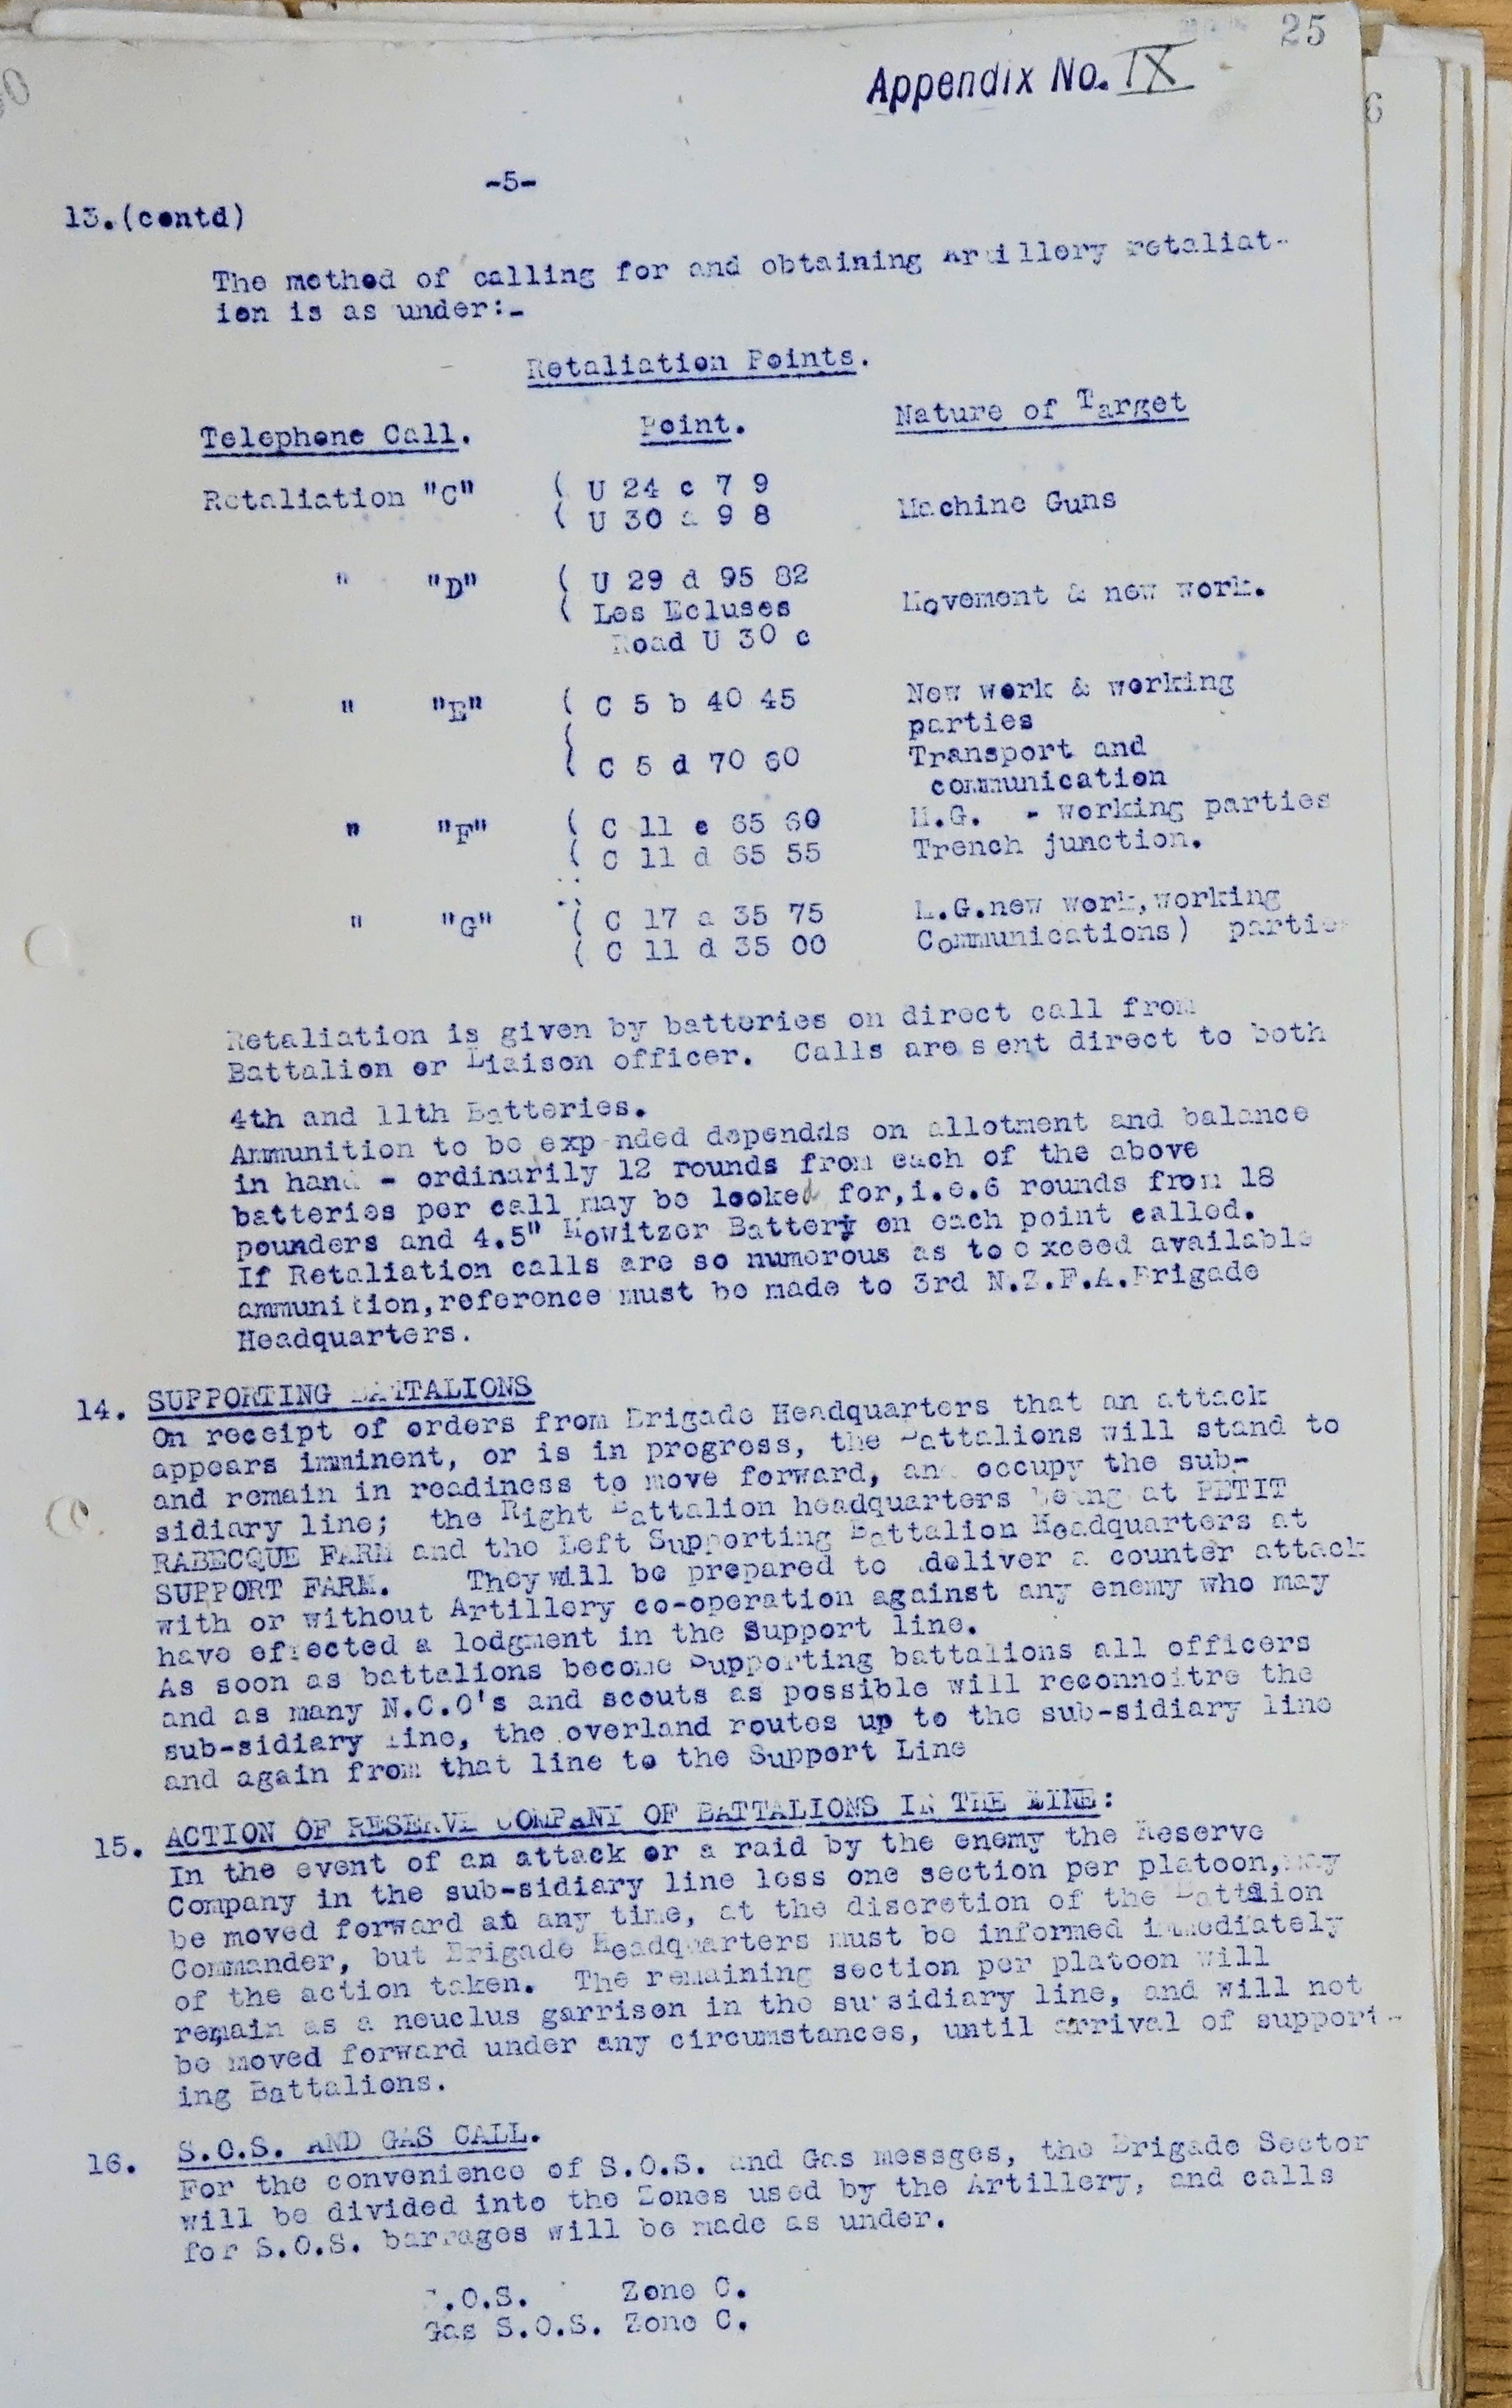 25
Appendix No. IX
6
-5-
13.(contd)
The method of calling for and obtaining Artillery retaliat-
ion is as under:-
Retaliation Points.
Telephone Call. Point. Nature of Target
Retaliation "C" ( U 24 c 7 9
( U 30 a 9 8 Machine Guns
" "D" ( U 29 d 95 82
( Les Ecluses Movement & new work.
Road U 30 c
" "E" ( C 5 b 40 45 New work & working
parties
( C 5 d 70 60 Transport and
communication
" "F" ( C 11 c 65 60 M.G. - working parties
( C 11 d 65 55 Trench junction.
" "G" ( C 17 a 35 75 M.G.new work,working
( C 11 d 35 00 Communications) parties
Retaliation is given by batteries on direct call from
Battalion or Liaison officer. Calls are s ent direct to both
4th and 11th Batteries.
Ammunition to be exp nded dependds on allotment and balance
in hand - ordinarily 12 rounds from each of the above
batteries per call may be looked for,i.e.6 rounds from 18
pounders and 4.5" Howitzer Battery on each point called.
If Retaliation calls are so numerous as to e xceed available
ammunition,reference must be made to 3rd N.Z.F.A.Brigade
Headquarters.
14. SUPPORTING BATTALIONS
On receipt of orders from Brigade Headquarters that an attack
appears imminent, or is in progress, the Battalions will stand to
and remain in readiness to move forward, and occupy the sub-
sidiary line; the Right Battalion headquarters being at PETIT
RABECQUE FARM and the Left Supporting Battalion Headquarters at
SUPPORT FARM. They will be prepared to deliver a counter attack
with or without Artillery co-operation against any enemy who may
have effected a lodgment in the Support line.
As soon as battalions become Supporting battalions all officers
and as many N.C.O's and scouts as possible will reconnoitre the
sub-sidiary line, the overland routes up to the sub-sidiary line
and again from that line to the Support Line
15. ACTION OF RESERVE COMPANY OF BATTALIONS IN THE LINE:
In the event of an attack or a raid by the enemy the Reserve
Company in the sub-sidiary line less one section per platoon,may
be moved forward at any time, at the discretion of the Battalion
Commander, but Brigade Headquarters must be informed immediately
of the action taken. The remaining section per platoon will
remain as a neuclus garrison in the subsidiary line, and will not
be moved forward under any circumstances, until arrival of support-
ing Battalions.
16. S.O.S. AND GAS CALL.
For the convenience of S.O.S. and Gas messges, the Brigade Sector
will be divided into the Zones used by the Artillery, and calls
for S.O.S. barrages will be made as under.
S.O.S. Zone C.
Gas S.O.S. Zone C.